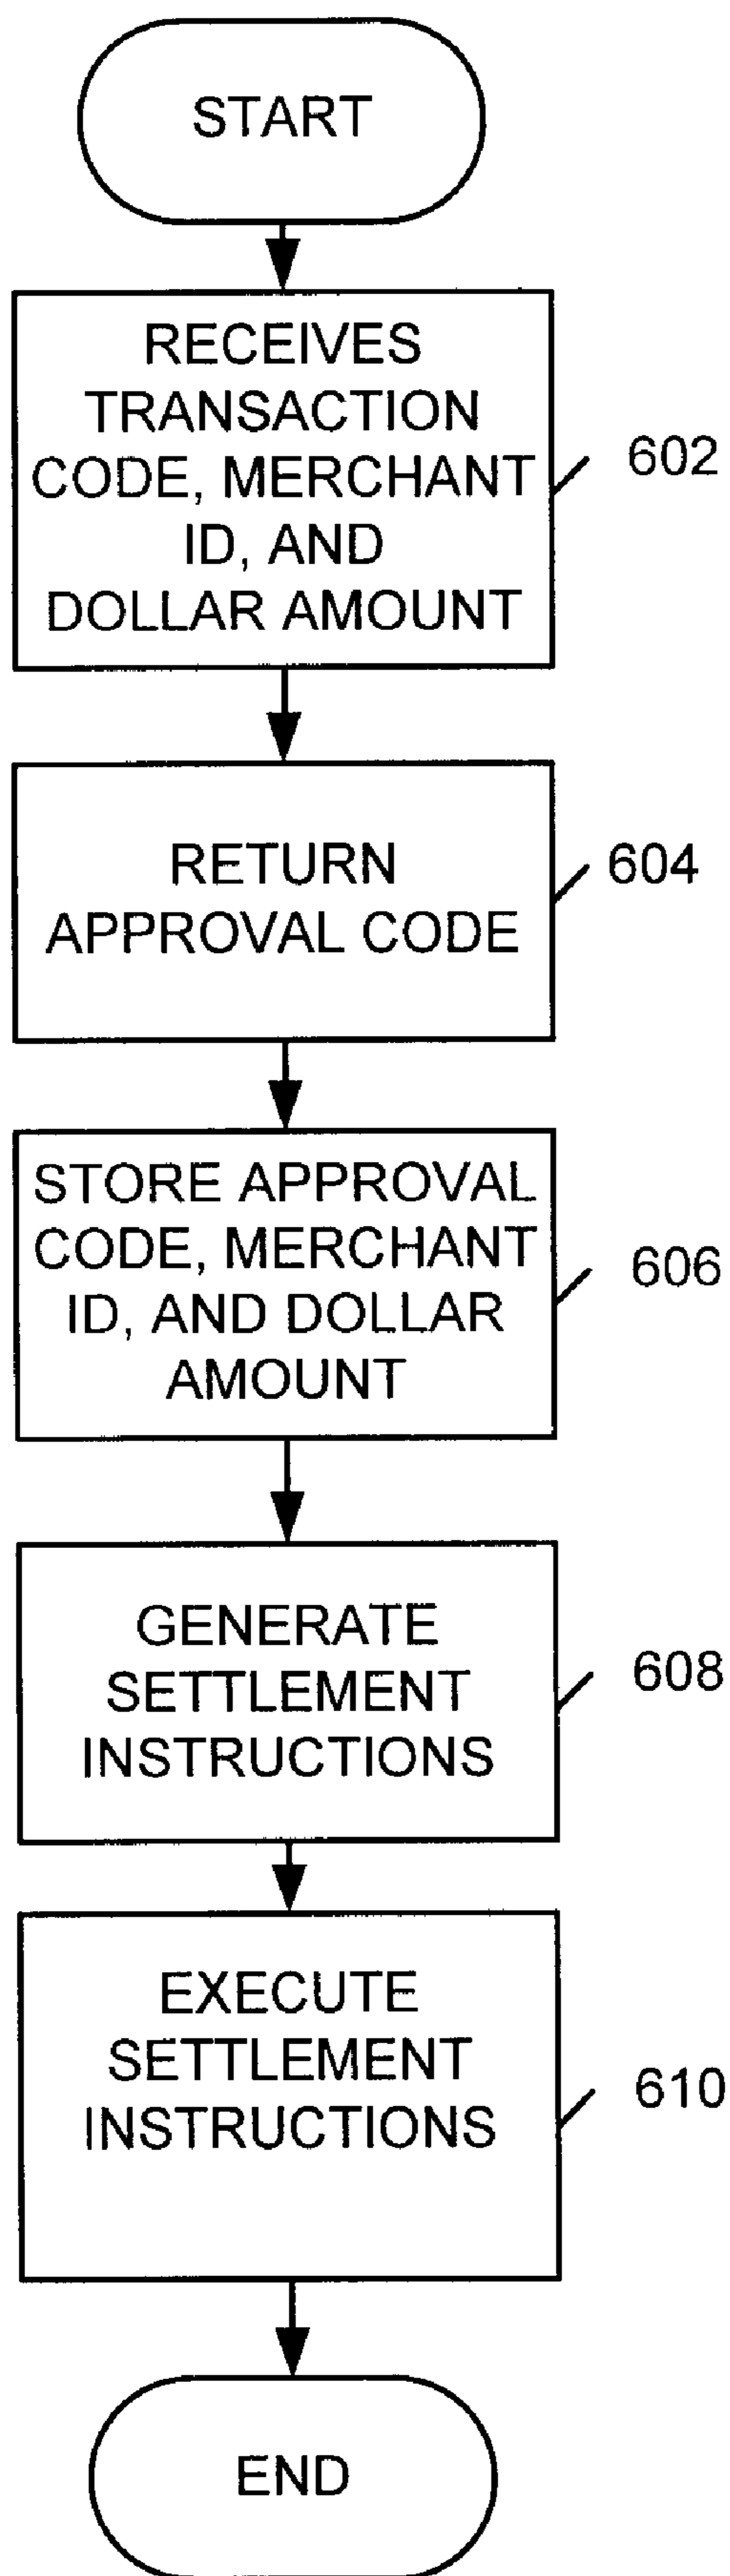 START
RECEIVES
TRANSACTION
CODE, MERCHANT
ID, AND
DOLLAR AMOUNT
602
RETURN
APPROVAL CODE
604
STORE APPROVAL
CODE, MERCHANT
ID, AND DOLLAR
AMOUNT
606
GENERATE
SETTLEMENT
INSTRUCTIONS
608
EXECUTE
SETTLEMENT
INSTRUCTIONS
610
END